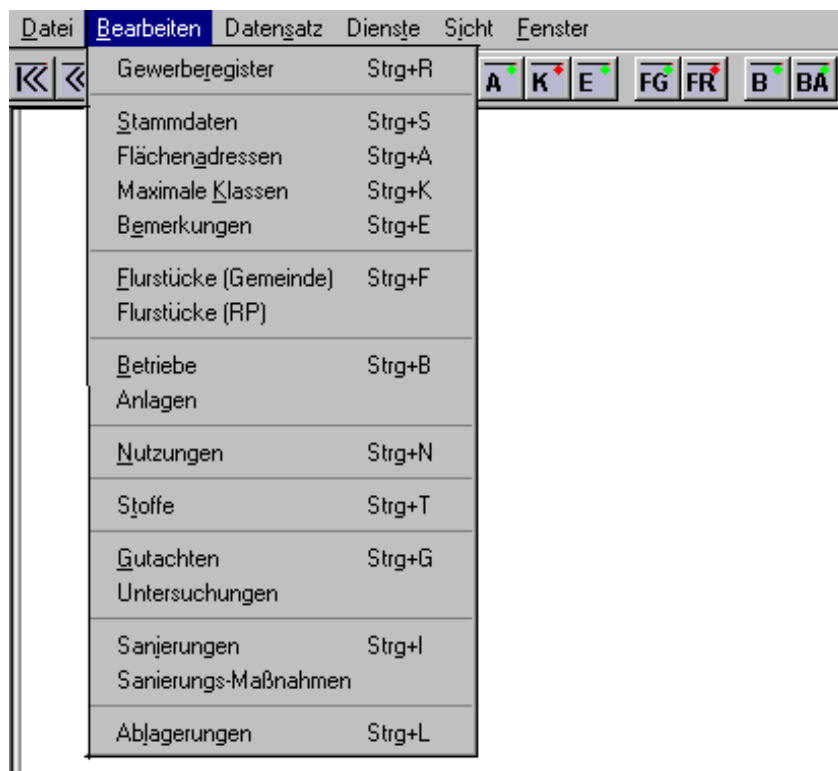 Datei Bearbeiten Datensatz Dienste Sicht Fenster
A K E FG FR B BA
Gewerberegister Strg+R
Stammdaten Strg+S
Flächenadressen Strg+A
Maximale Klassen Strg+K
Bemerkungen Strg+E
Flurstücke (Gemeinde) Strg+F
Flurstücke (RP)
Betriebe Strg+B
Anlagen
Nutzungen Strg+N
Stoffe Strg+T
Gutachten Strg+G
Untersuchungen
Sanierungen Strg+I
Sanierungs-Maßnahmen
Ablagerungen Strg+L